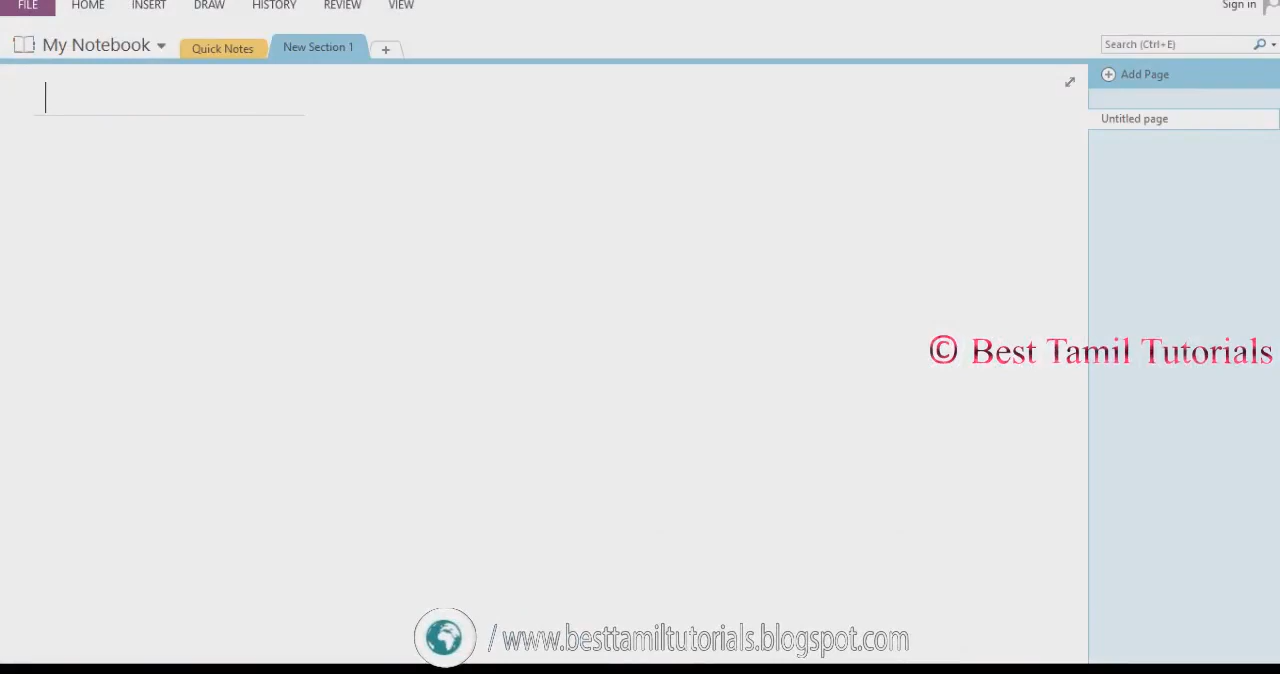 FILE HOME INSERT DRAW HISTORY REVIEW VIEW Sign in
My Notebook Quick Notes New Section 1 + Search (Ctrl+E)
Add Page
Untitled page
© Best Tamil Tutorials
/ www.besttamiltutorials.blogspot.com